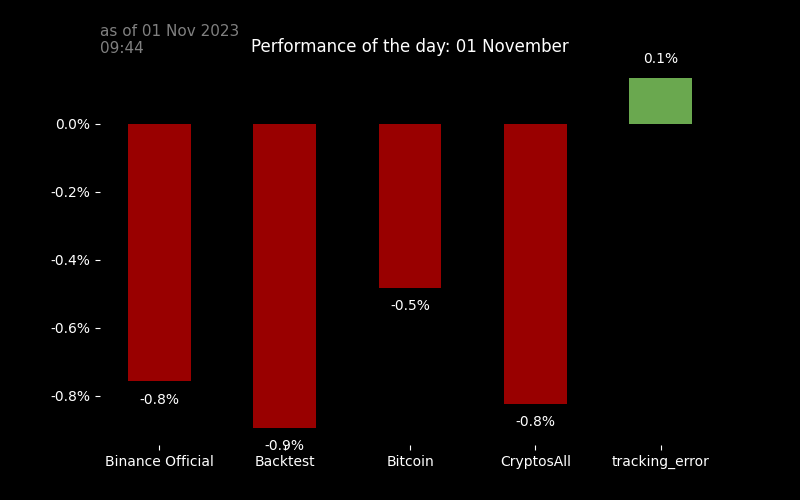 as of 01 Nov 2023
09:44
Performance of the day: 01 November
0.1%
0.0%
-0.2%
-0.4%
-0.6%
-0.8%
-0.8%
-0.9%
-0.5%
-0.8%
Binance Official
Backtest
Bitcoin
CryptosAll
tracking_error